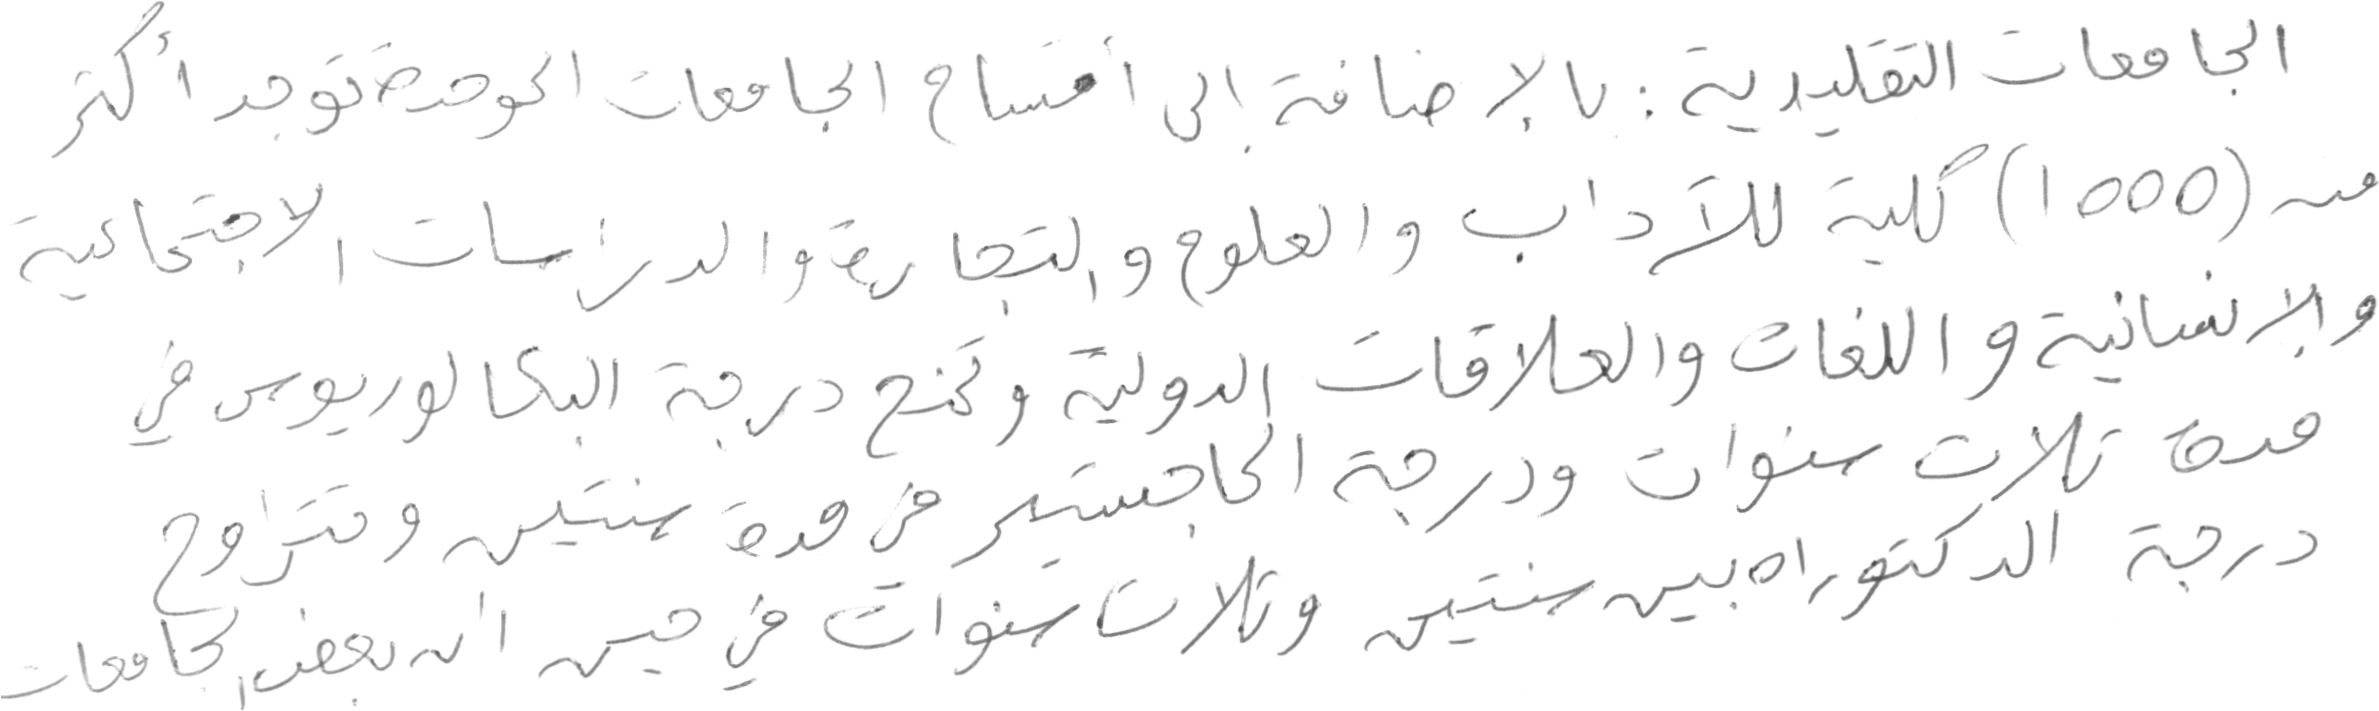 الجامعات التقليدية : بالإضافة إلى أقسام الجامعات الموحدة توجد أكثر
من (1000) كلية للآداب والعلوم والتجارة والدراسات الاجتماعية
والإنسانية واللغات والعلاقات الدولية وتمنح درجة البكالوريوس في
مدة ثلاث سنوات ودرجة الماجستير في مدة سنتين وتتراوح
درجة الدكتوراه بين سنتين وثلاث سنوات في حين أن بعض الجامعات